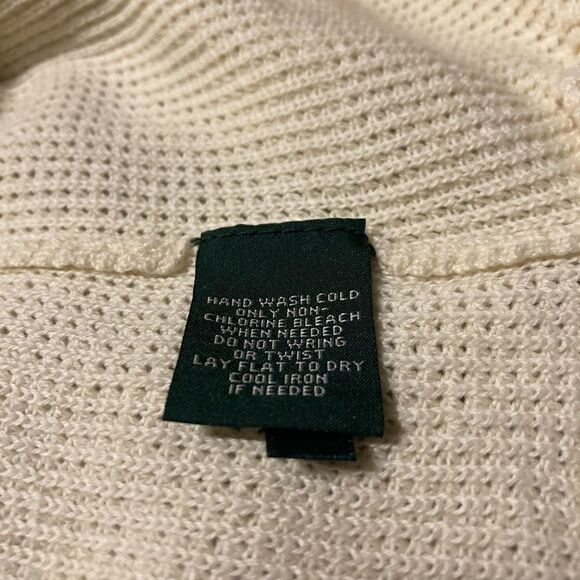 HAND WASH COLD
ONLY NON-
CHLORINE BLEACH
WHEN NEEDED
DO NOT WRING
OR TWIST
LAY FLAT TO DRY
COOL IRON
IF NEEDED